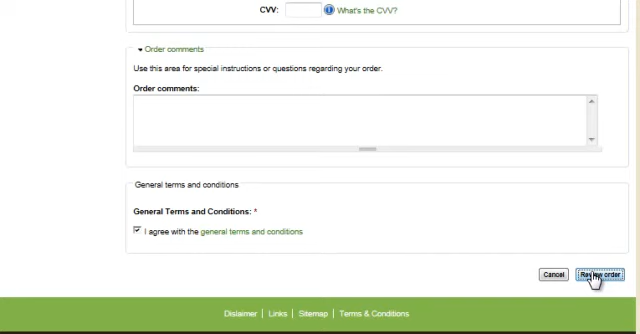 CVV: What's the CVV?
Order comments
Use this area for special instructions or questions regarding your order.
Order comments:
General terms and conditions
General Terms and Conditions: *
I agree with the general terms and conditions
Cancel Review order
Dislaimer | Links | Sitemap | Terms & Conditions